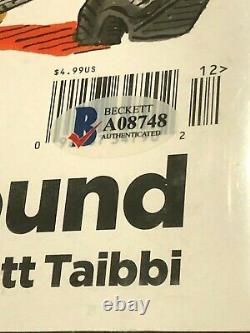 $4.99US
12>
BECKETT
A08748
AUTHENTICATED
0
2
ound
tt Taibbi